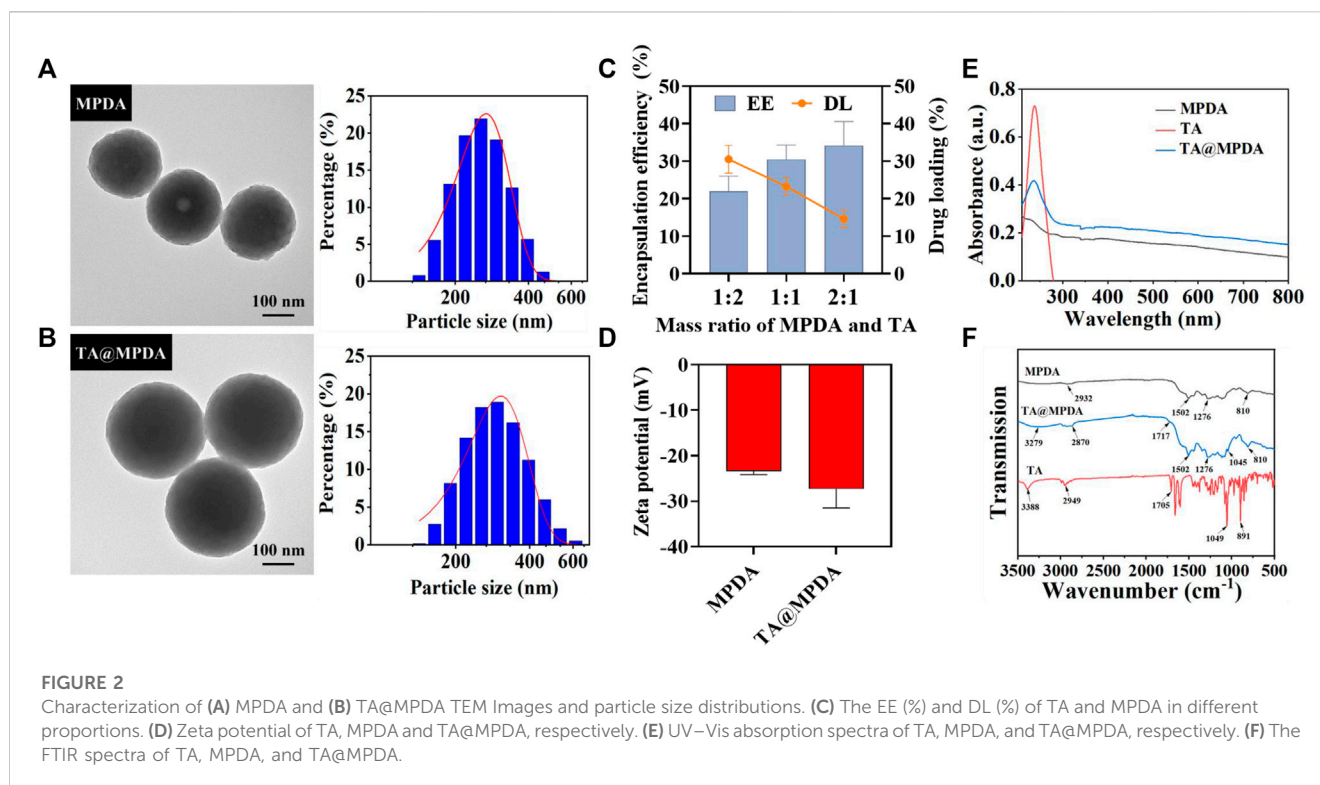 A
MPDA
100 nm
Percentage (%)
25
20
15
10
5
0
200 400 600
Particle size (nm)
B
TA@MPDA
100 nm
Percentage (%)
25
20
15
10
5
0
200 400 600
Particle size (nm)
C
Encapsulation efficiency (%)
50
40
30
20
10
0
EE DL
50
40
30
20
10
0
Drug loading (%)
1:2 1:1 2:1
Mass ratio of MPDA and TA
D
Zeta potential (mV)
0
-10
-20
-30
-40
MPDA
TA@MPDA
E
Absorbance (a.u.)
0.8
0.6
0.4
0.2
0.0
MPDA
TA
TA@MPDA
300 400 500 600 700 800
Wavelength (nm)
F
Transmission
MPDA
2932
1502
1276
810
TA@MPDA
3279
2870
1717
1502
1276
1045
810
TA
3388
2949
1705
1049
891
3500 3000 2500 2000 1500 1000 500
Wavenumber (cm⁻¹)
FIGURE 2
Characterization of (A) MPDA and (B) TA@MPDA TEM Images and particle size distributions. (C) The EE (%) and DL (%) of TA and MPDA in different
proportions. (D) Zeta potential of TA, MPDA and TA@MPDA, respectively. (E) UV–Vis absorption spectra of TA, MPDA, and TA@MPDA, respectively. (F) The
FTIR spectra of TA, MPDA, and TA@MPDA.